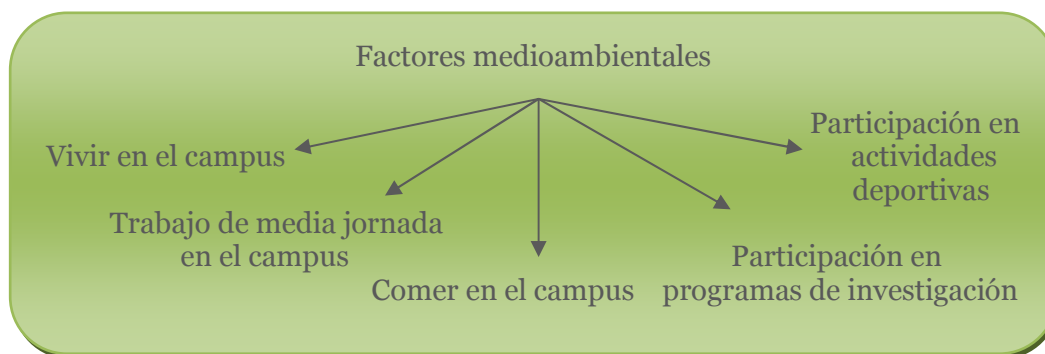 Factores medioambientales
Vivir en el campus
Trabajo de media jornada
en el campus
Comer en el campus
Participación en
programas de investigación
Participación en
actividades
deportivas